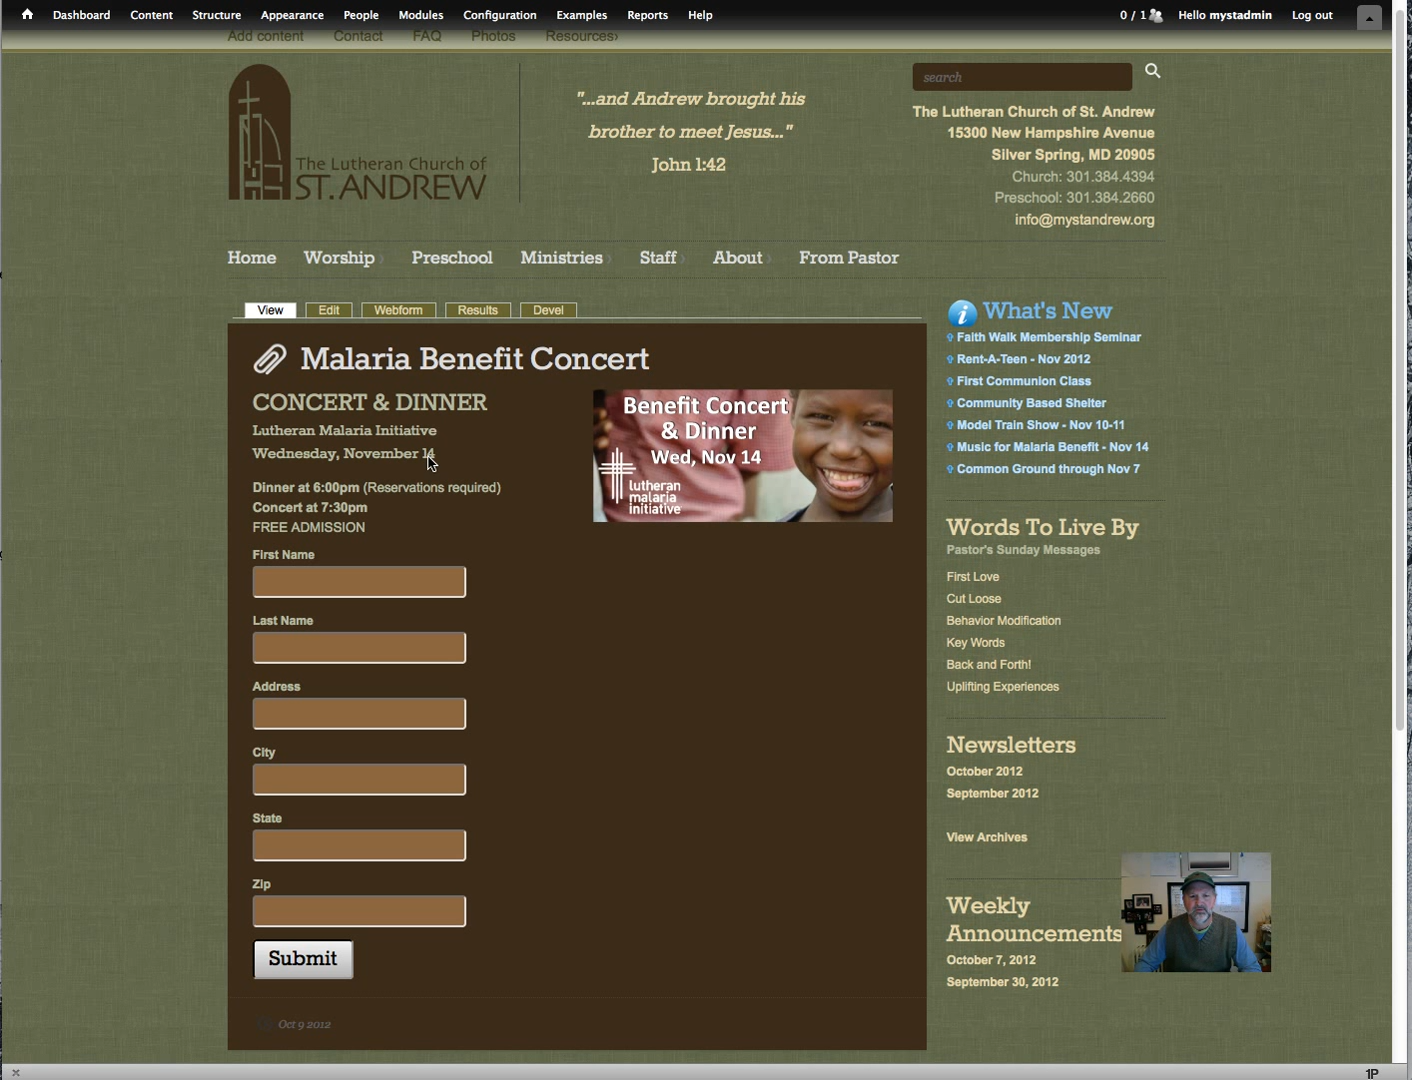 Dashboard Content Structure Appearance People Modules Configuration Examples Reports Help 0 / 1 Hello mystadmin Log out
Add content Contact FAQ Photos Resources›
The Lutheran Church of
ST. ANDREW
"...and Andrew brought his
brother to meet Jesus..."
John 1:42
search
The Lutheran Church of St. Andrew
15300 New Hampshire Avenue
Silver Spring, MD 20905
Church: 301.384.4394
Preschool: 301.384.2660
info@mystandrew.org
Home Worship › Preschool Ministries › Staff › About › From Pastor
View Edit Webform Results Devel
Malaria Benefit Concert
CONCERT & DINNER
Lutheran Malaria Initiative
Wednesday, November 14
Dinner at 6:00pm (Reservations required)
Concert at 7:30pm
FREE ADMISSION
Benefit Concert
& Dinner
Wed, Nov 14
lutheran
malaria
initiative
First Name
Last Name
Address
City
State
Zip
Submit
Oct 9 2012
What's New
Faith Walk Membership Seminar
Rent-A-Teen - Nov 2012
First Communion Class
Community Based Shelter
Model Train Show - Nov 10-11
Music for Malaria Benefit - Nov 14
Common Ground through Nov 7
Words To Live By
Pastor's Sunday Messages
First Love
Cut Loose
Behavior Modification
Key Words
Back and Forth!
Uplifting Experiences
Newsletters
October 2012
September 2012
View Archives
Weekly
Announcements
October 7, 2012
September 30, 2012
x
1P